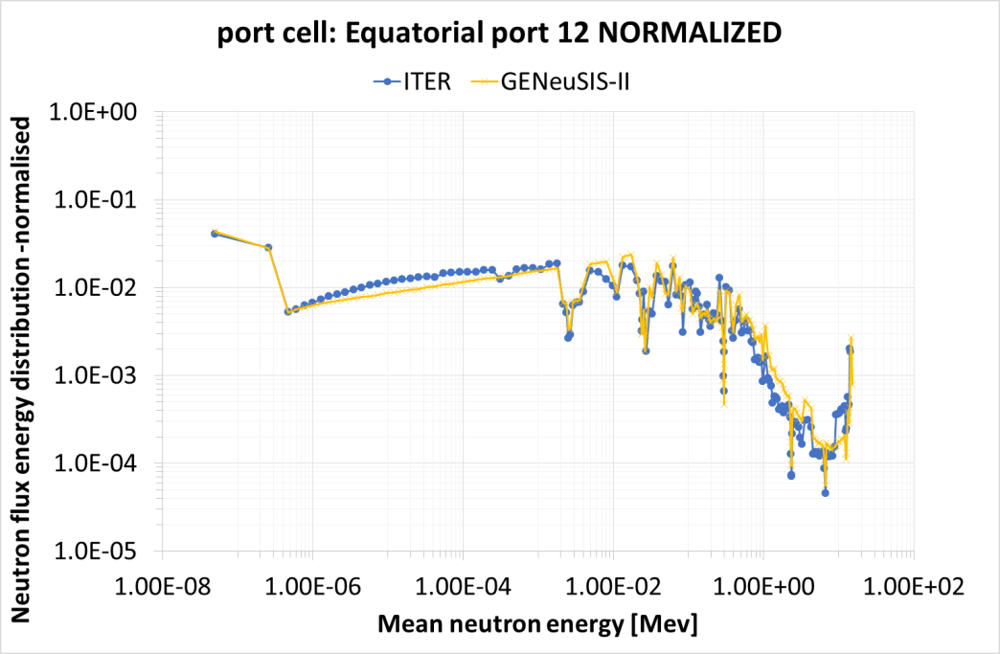 port cell: Equatorial port 12 NORMALIZED
ITER GENeuSIS-II
Neutron flux energy distribution -normalised
1.0E+00
1.0E-01
1.0E-02
1.0E-03
1.0E-04
1.0E-05
1.00E-08 1.00E-06 1.00E-04 1.00E-02 1.00E+00 1.00E+02
Mean neutron energy [Mev]